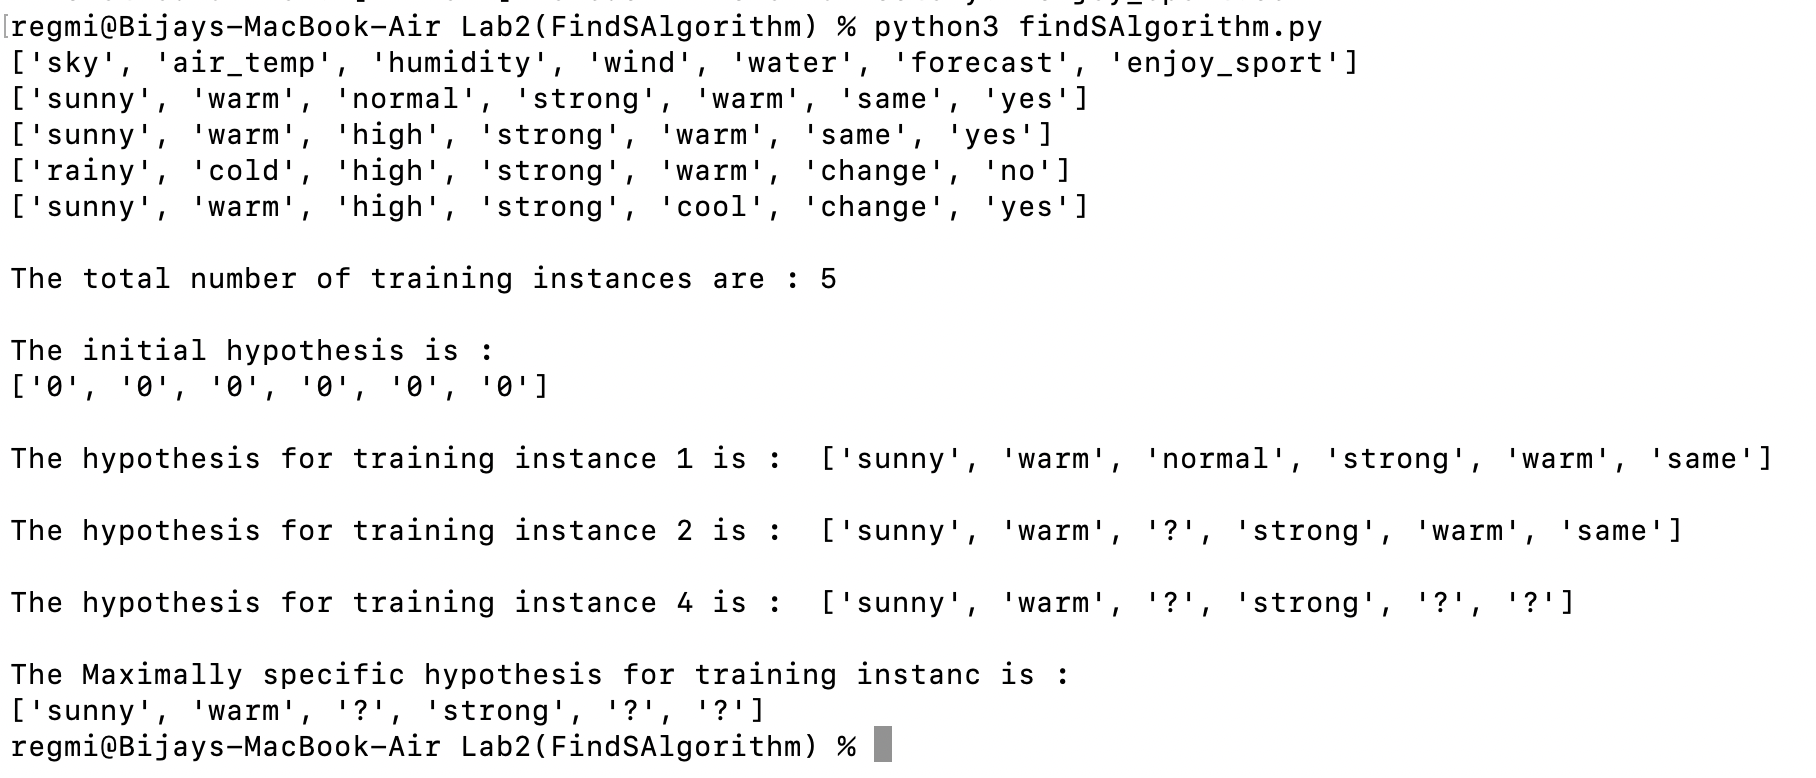 regmi@Bijays-MacBook-Air Lab2(FindSAlgorithm) % python3 findSAlgorithm.py
['sky', 'air_temp', 'humidity', 'wind', 'water', 'forecast', 'enjoy_sport']
['sunny', 'warm', 'normal', 'strong', 'warm', 'same', 'yes']
['sunny', 'warm', 'high', 'strong', 'warm', 'same', 'yes']
['rainy', 'cold', 'high', 'strong', 'warm', 'change', 'no']
['sunny', 'warm', 'high', 'strong', 'cool', 'change', 'yes']
The total number of training instances are : 5
The initial hypothesis is :
['0', '0', '0', '0', '0', '0']
The hypothesis for training instance 1 is :  ['sunny', 'warm', 'normal', 'strong', 'warm', 'same']
The hypothesis for training instance 2 is :  ['sunny', 'warm', '?', 'strong', 'warm', 'same']
The hypothesis for training instance 4 is :  ['sunny', 'warm', '?', 'strong', '?', '?']
The Maximally specific hypothesis for training instanc is :
['sunny', 'warm', '?', 'strong', '?', '?']
regmi@Bijays-MacBook-Air Lab2(FindSAlgorithm) %